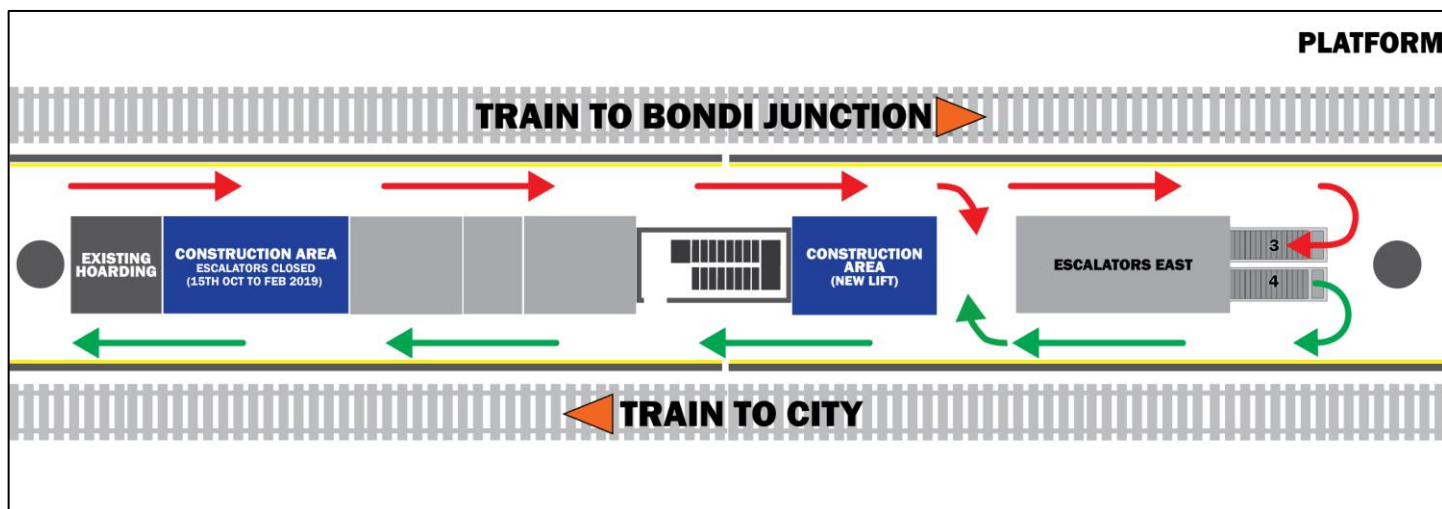 PLATFORM
TRAIN TO BONDI JUNCTION
EXISTING
HOARDING
CONSTRUCTION AREA
ESCALATORS CLOSED
(15TH OCT TO FEB 2019)
CONSTRUCTION
AREA
(NEW LIFT)
ESCALATORS EAST
3
4
TRAIN TO CITY